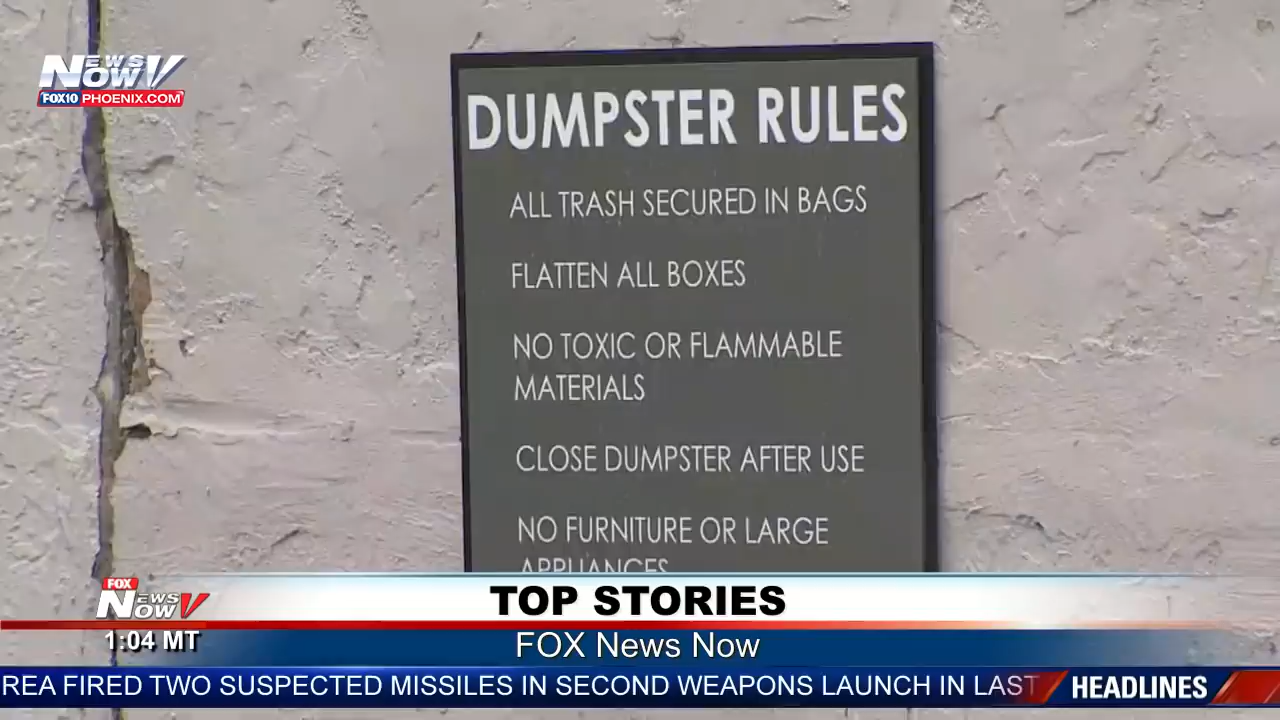 NEWS
NOW
FOX10 PHOENIX.COM
DUMPSTER RULES
ALL TRASH SECURED IN BAGS
FLATTEN ALL BOXES
NO TOXIC OR FLAMMABLE
MATERIALS
CLOSE DUMPSTER AFTER USE
NO FURNITURE OR LARGE
APPLIANCES
FOX
NEWS
NOW
1:04 MT
TOP STORIES
FOX News Now
REA FIRED TWO SUSPECTED MISSILES IN SECOND WEAPONS LAUNCH IN LAST
HEADLINES